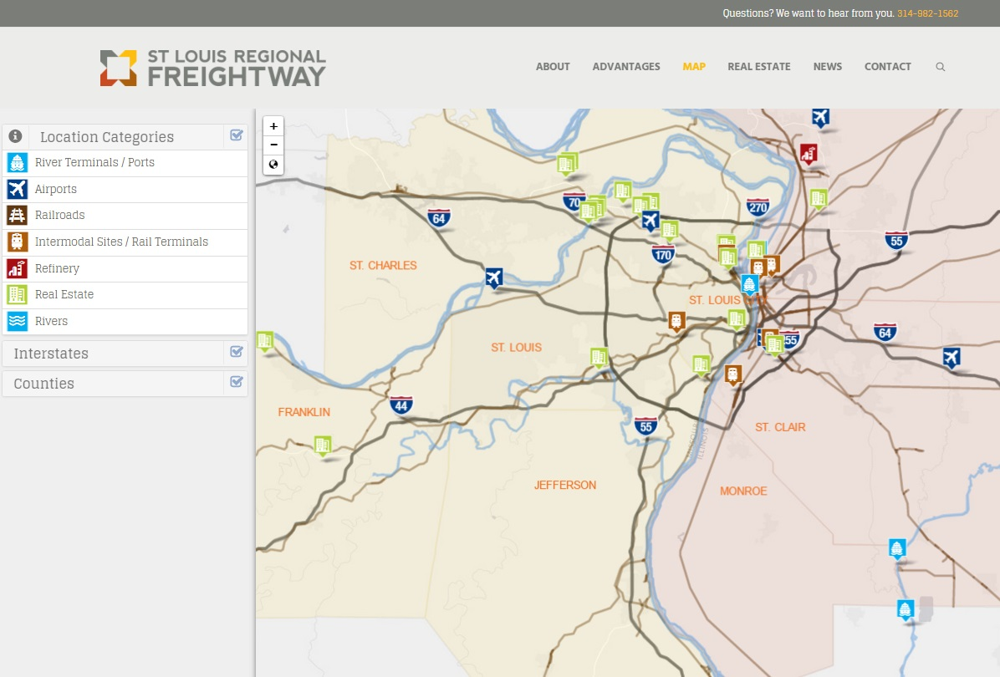 Questions? We want to hear from you. 314-982-1562
ST LOUIS REGIONAL
FREIGHTWAY
ABOUT
ADVANTAGES
MAP
REAL ESTATE
NEWS
CONTACT
Location Categories
River Terminals / Ports
Airports
Railroads
Intermodal Sites / Rail Terminals
Refinery
Real Estate
Rivers
Interstates
Counties
+
−
70
64
270
55
170
ST. CHARLES
ST. LOUIS
ST. LOUIS
64
255
44
FRANKLIN
55
ST. CLAIR
ILLINOIS
JEFFERSON
MONROE